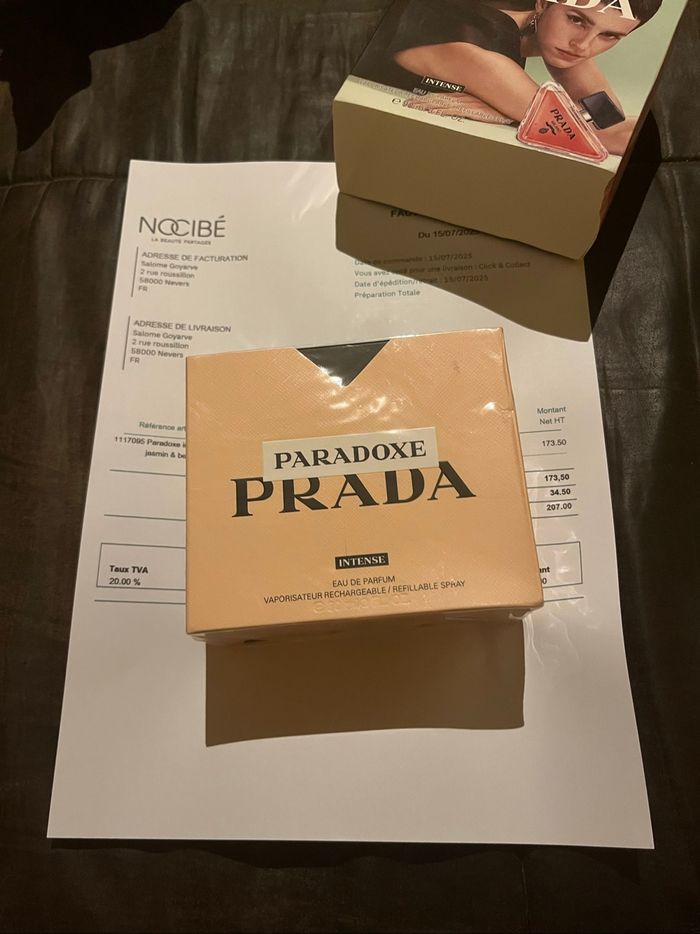 INTENSE
EAU DE PARFUM
PRADA
NOCIBÉ
LA BEAUTÉ PARTAGÉE
Du 15/07/2025
ADRESSE DE FACTURATION
Salome Goyarve
2 rue roussillon
58000 Nevers
FR
Date de commande : 15/07/2025
Vous avez opté pour une livraison : Click & Collect
15/07/2025
Préparation Totale
ADRESSE DE LIVRAISON
Salome Goyarve
2 rue roussillon
58000 Nevers
FR
Référence
Montant
Net HT
1117095 Paradoxe
jasmin &
173.50
173,50
34.50
207.00
Taux TVA
20.00 %
PARADOXE
PRADA
INTENSE
EAU DE PARFUM
VAPORISATEUR RECHARGEABLE / REFILLABLE SPRAY